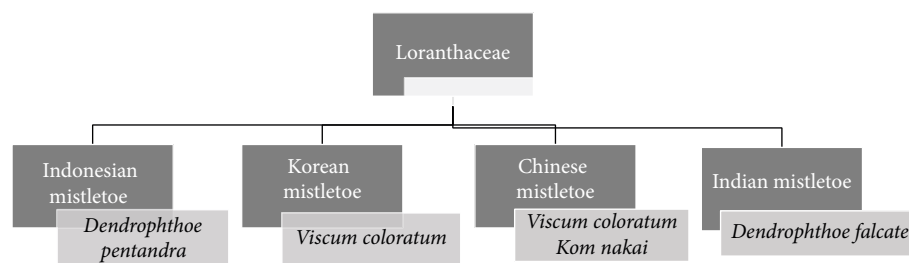 Loranthaceae
Indonesian
mistletoe
Dendrophthoe
pentandra
Korean
mistletoe
Viscum coloratum
Chinese
mistletoe
Viscum coloratum
Kom nakai
Indian mistletoe
Dendrophthoe falcate